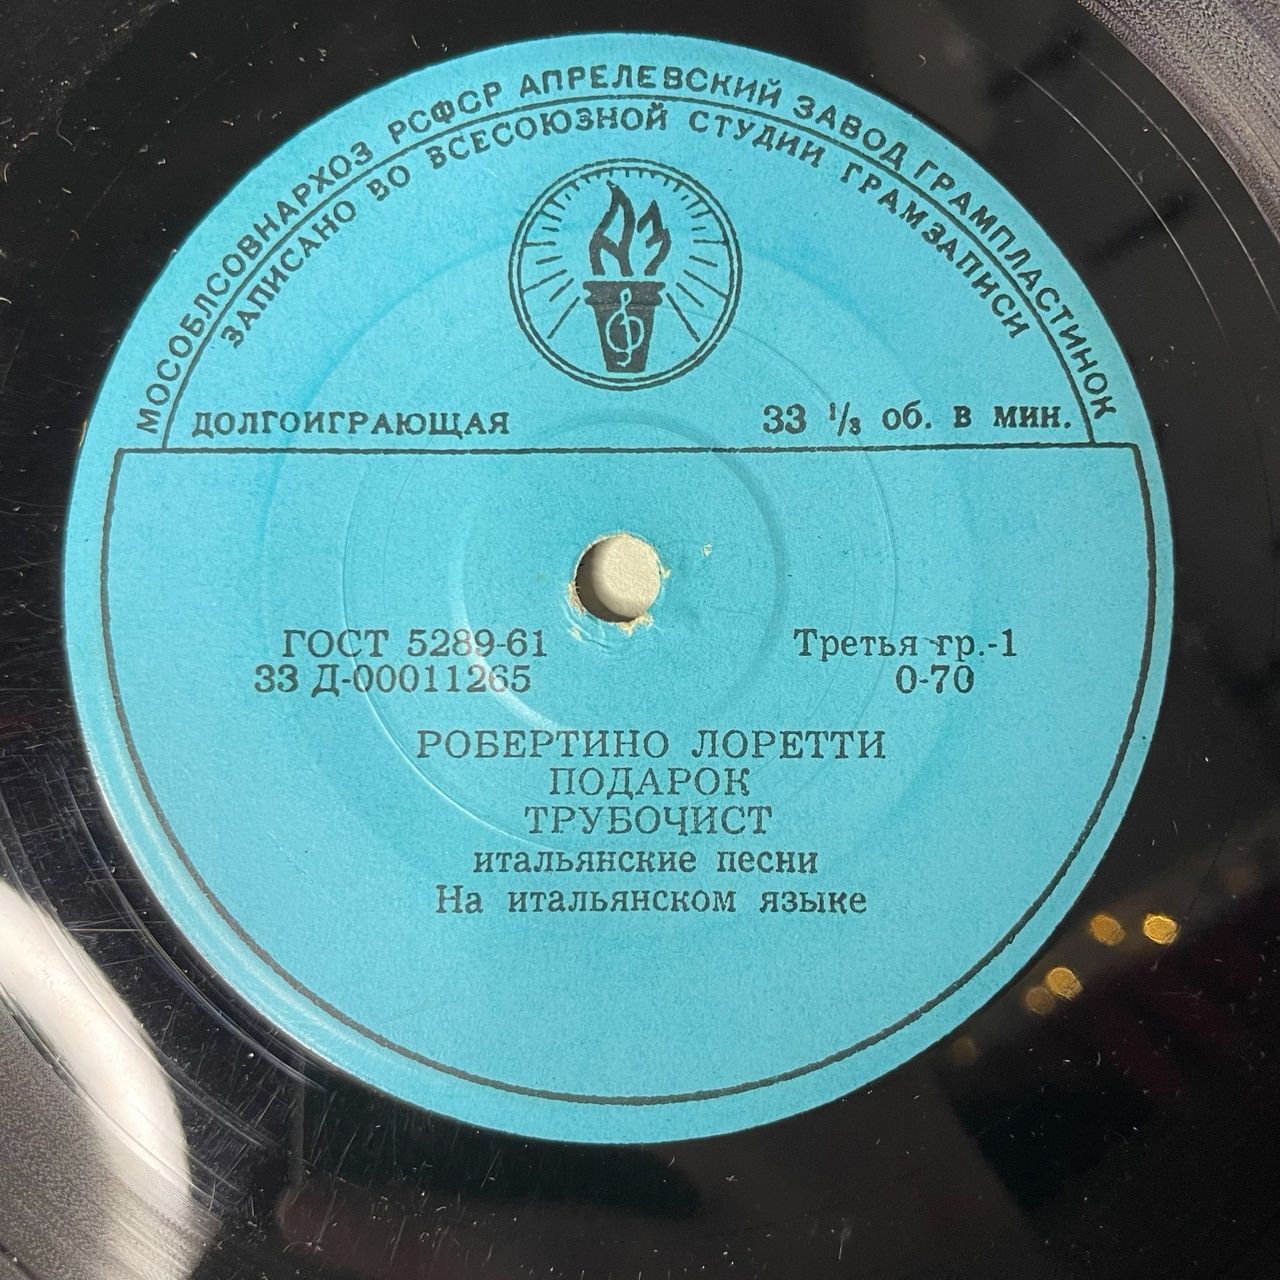 МОСОБЛСОВНАРХОЗ РСФСР АПРЕЛЕВСКИЙ ЗАВОД ГРАМПЛАСТИНОК
ЗАПИСАНО ВО ВСЕСОЮЗНОЙ СТУДИИ ГРАМЗАПИСИ
АЗ
ДОЛГОИГРАЮЩАЯ 33 1/3 об. в мин.
ГОСТ 5289-61 Третья гр.-1
33 Д-00011265 0-70
РОБЕРТИНО ЛОРЕТТИ
ПОДАРОК
ТРУБОЧИСТ
итальянские песни
На итальянском языке